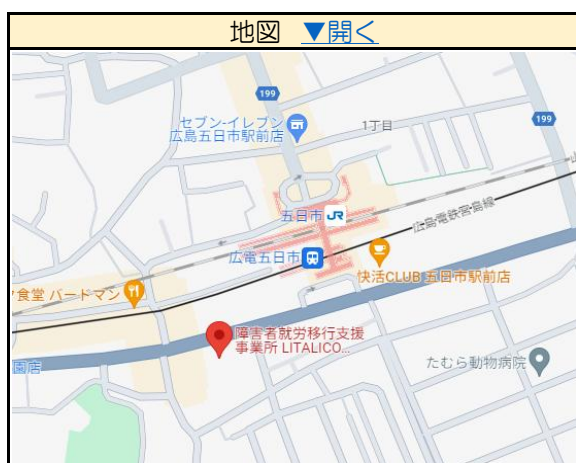 地図 ▼開く
199
セブン-イレブン
広島五日市駅前店
1丁目
199
五日市 JR
広島電鉄宮島線
広電五日市
快活CLUB 五日市駅前店
食堂 バードマン
障害者就労移行支援
事業所 LITALICO...
園店
たむら動物病院